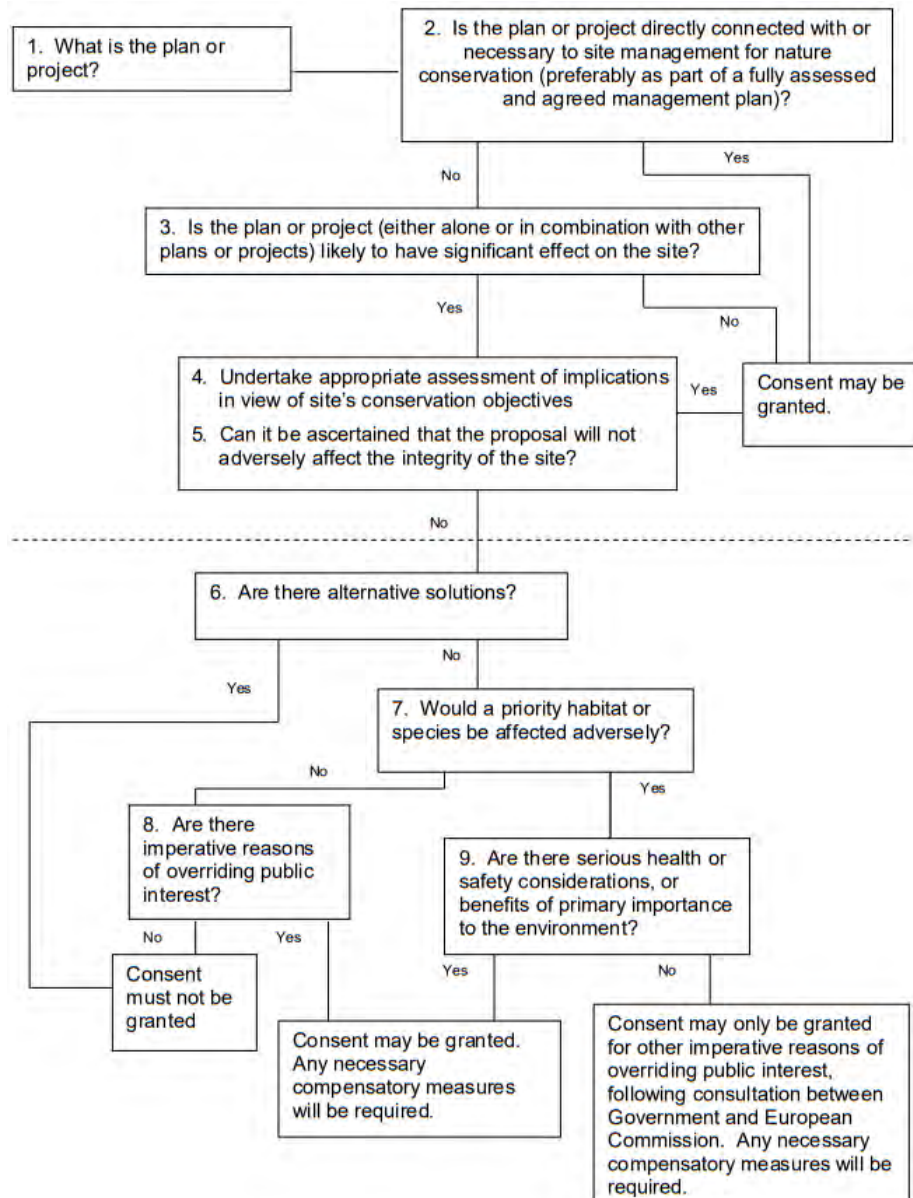 1. What is the plan or
project?
2. Is the plan or project directly connected with or
necessary to site management for nature
conservation (preferably as part of a fully assessed
and agreed management plan)?
No
Yes
3. Is the plan or project (either alone or in combination with other
plans or projects) likely to have significant effect on the site?
Yes
No
4. Undertake appropriate assessment of implications
in view of site's conservation objectives
5. Can it be ascertained that the proposal will not
adversely affect the integrity of the site?
Yes
Consent may be
granted.
No
6. Are there alternative solutions?
Yes
No
7. Would a priority habitat or
species be affected adversely?
No
Yes
8. Are there
imperative reasons
of overriding public
interest?
9. Are there serious health or
safety considerations, or
benefits of primary importance
to the environment?
No
Yes
Yes
No
Consent
must not be
granted
Consent may be granted.
Any necessary
compensatory measures
will be required.
Consent may only be granted
for other imperative reasons of
overriding public interest,
following consultation between
Government and European
Commission. Any necessary
compensatory measures will be
required.